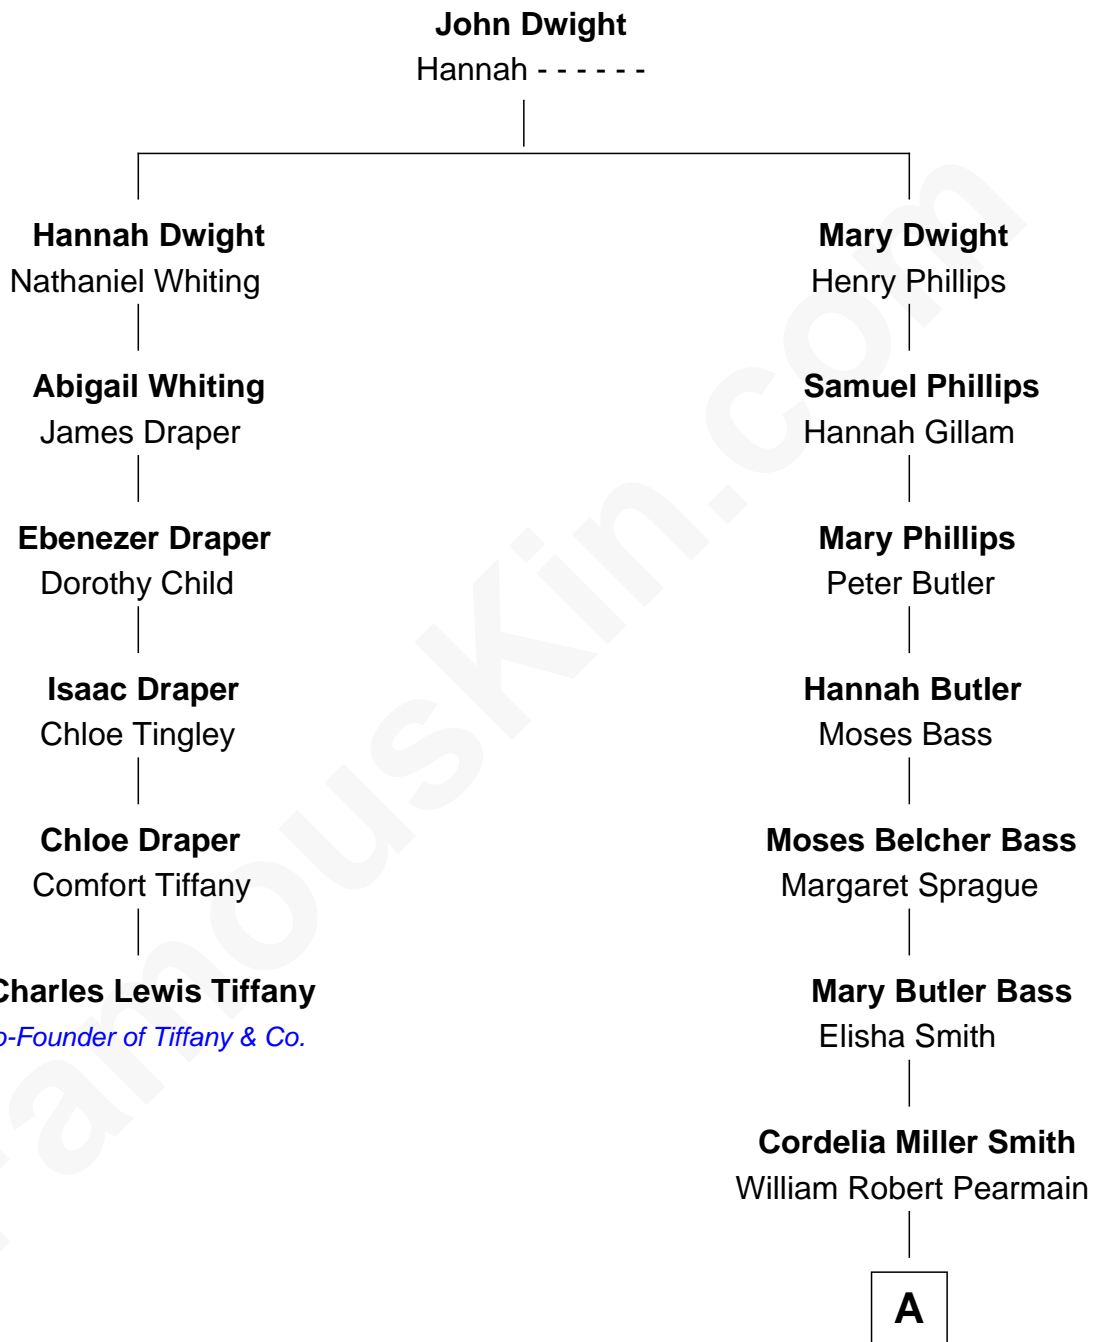 John Dwight
Hannah - - - - - -
Hannah Dwight
Nathaniel Whiting
Mary Dwight
Henry Phillips
Abigail Whiting
James Draper
Samuel Phillips
Hannah Gillam
Ebenezer Draper
Dorothy Child
Mary Phillips
Peter Butler
Isaac Draper
Chloe Tingley
Hannah Butler
Moses Bass
Chloe Draper
Comfort Tiffany
Moses Belcher Bass
Margaret Sprague
Charles Lewis Tiffany
o-Founder of Tiffany & Co.
Mary Butler Bass
Elisha Smith
Cordelia Miller Smith
William Robert Pearmain
A
FamousKin.com